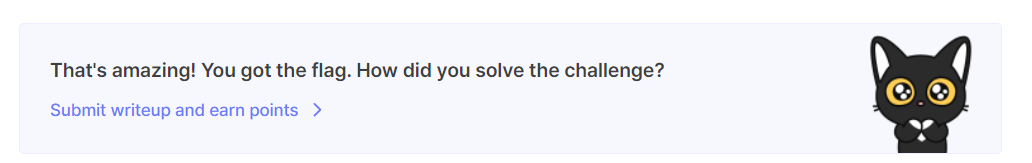 That's amazing! You got the flag. How did you solve the challenge?
Submit writeup and earn points